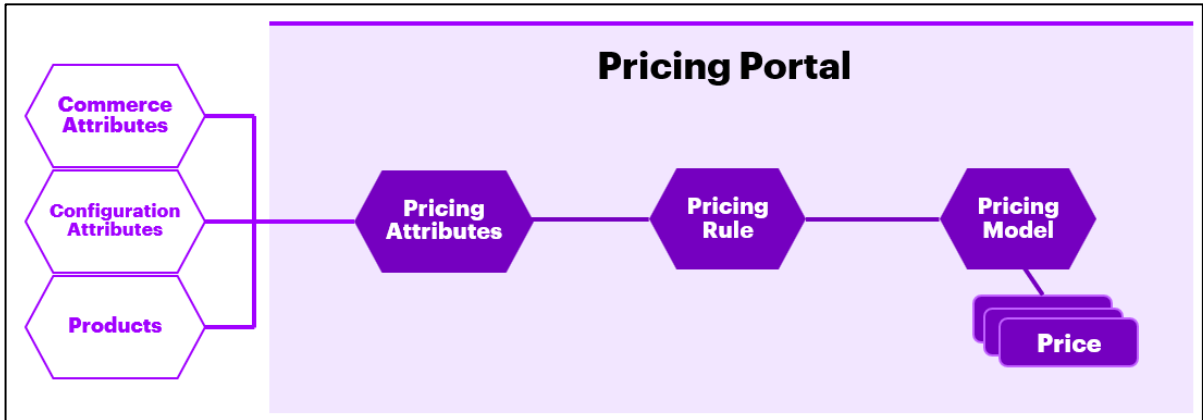 Pricing Portal
Commerce
Attributes
Configuration
Attributes
Products
Pricing
Attributes
Pricing
Rule
Pricing
Model
Price